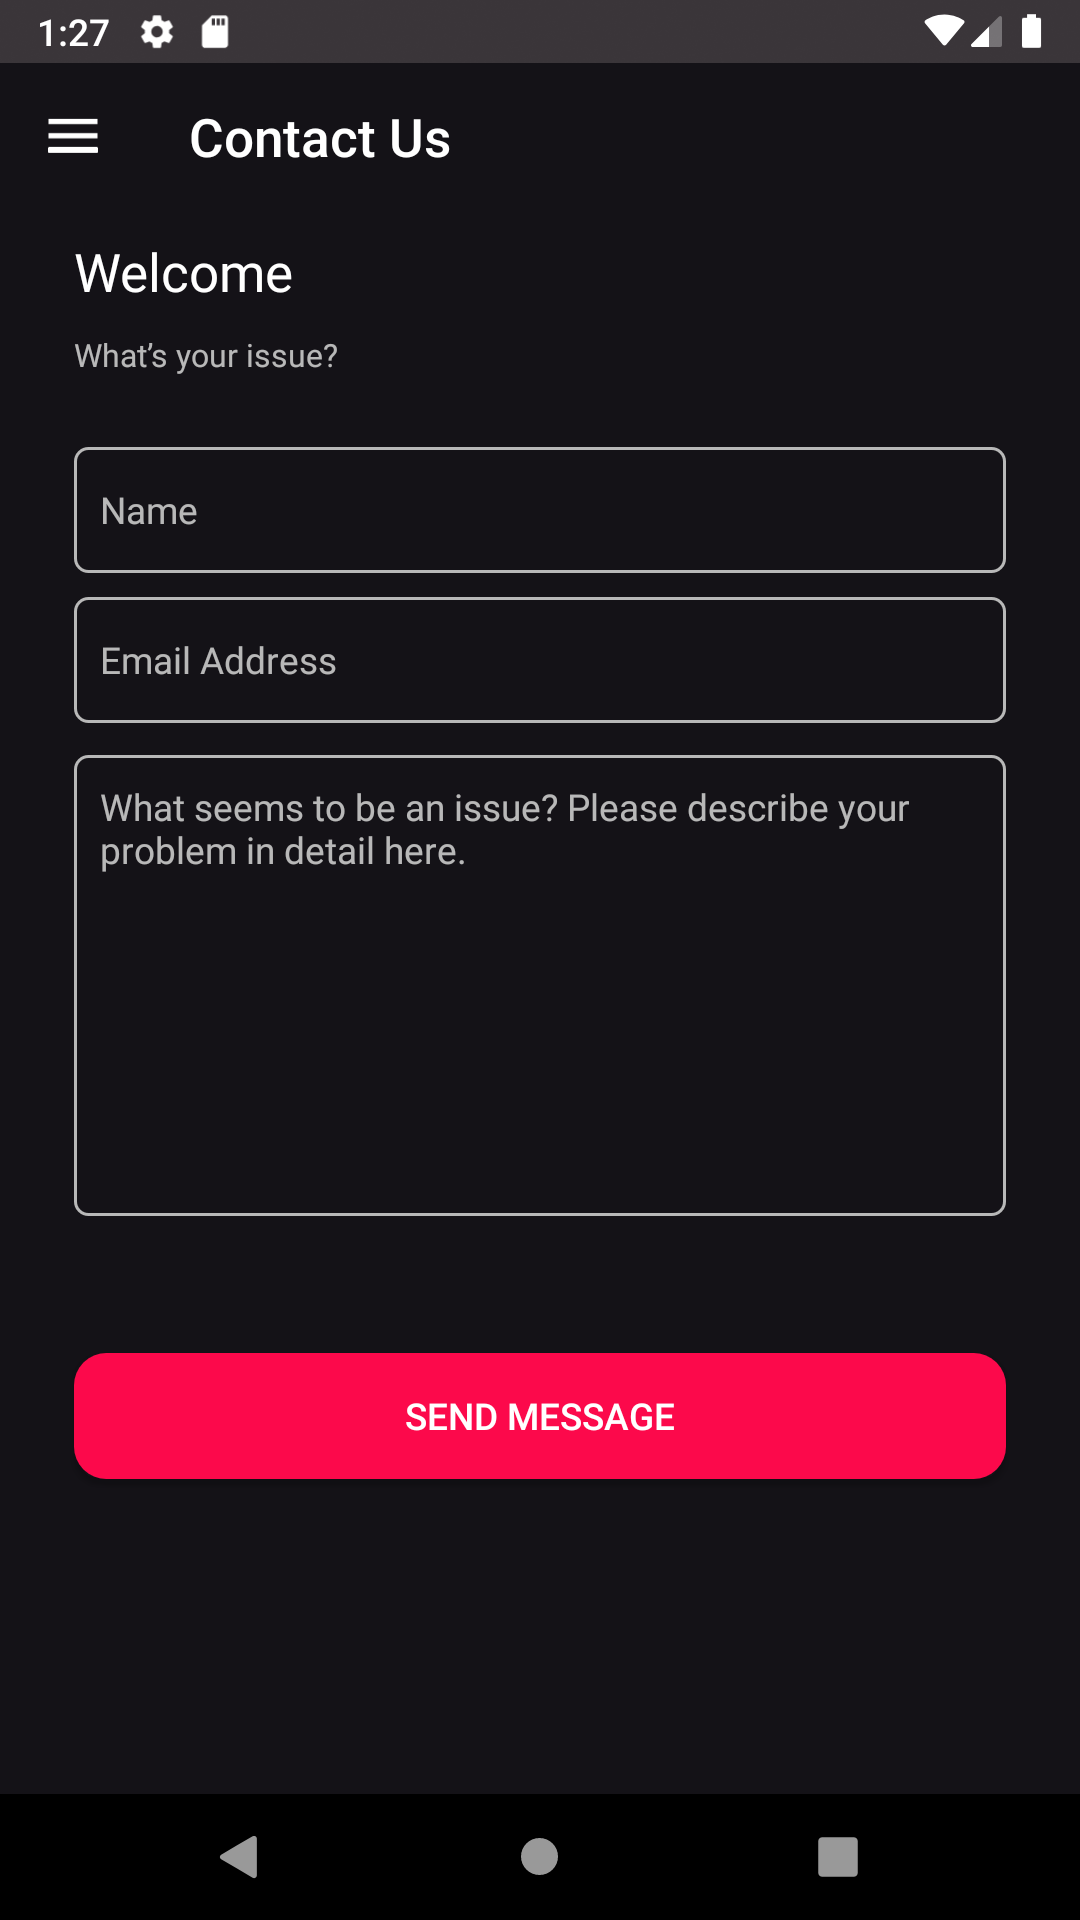 1:27
Contact Us
Welcome
What's your issue?
Name
Email Address
What seems to be an issue? Please describe your
problem in detail here.
SEND MESSAGE